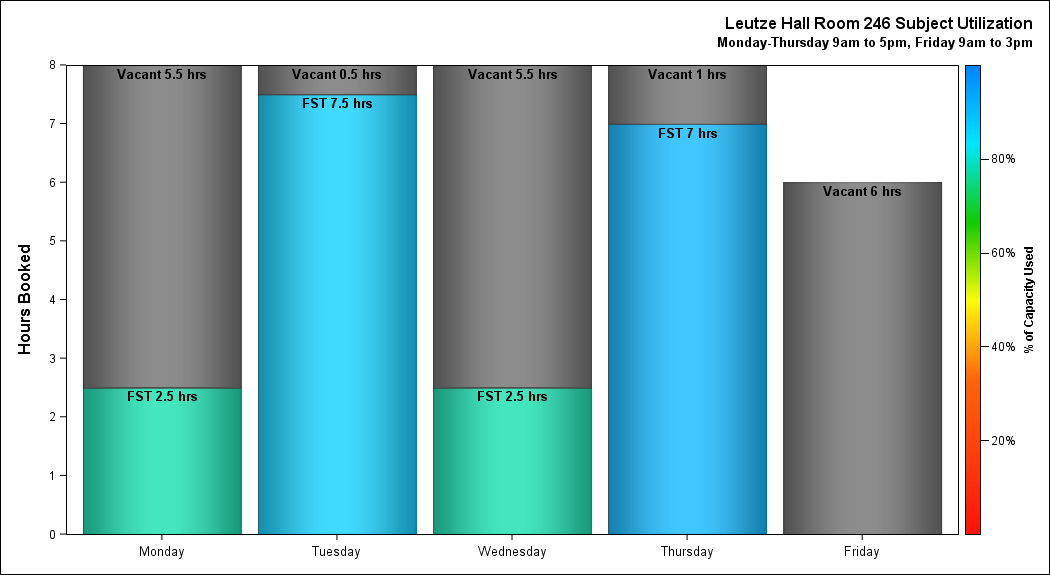 Leutze Hall Room 246 Subject Utilization
Monday-Thursday 9am to 5pm, Friday 9am to 3pm
Hours Booked
8
7
6
5
4
3
2
1
0
Vacant 5.5 hrs
FST 2.5 hrs
Vacant 0.5 hrs
FST 7.5 hrs
Vacant 5.5 hrs
FST 2.5 hrs
Vacant 1 hrs
FST 7 hrs
Vacant 6 hrs
Monday
Tuesday
Wednesday
Thursday
Friday
80%
60%
40%
20%
% of Capacity Used